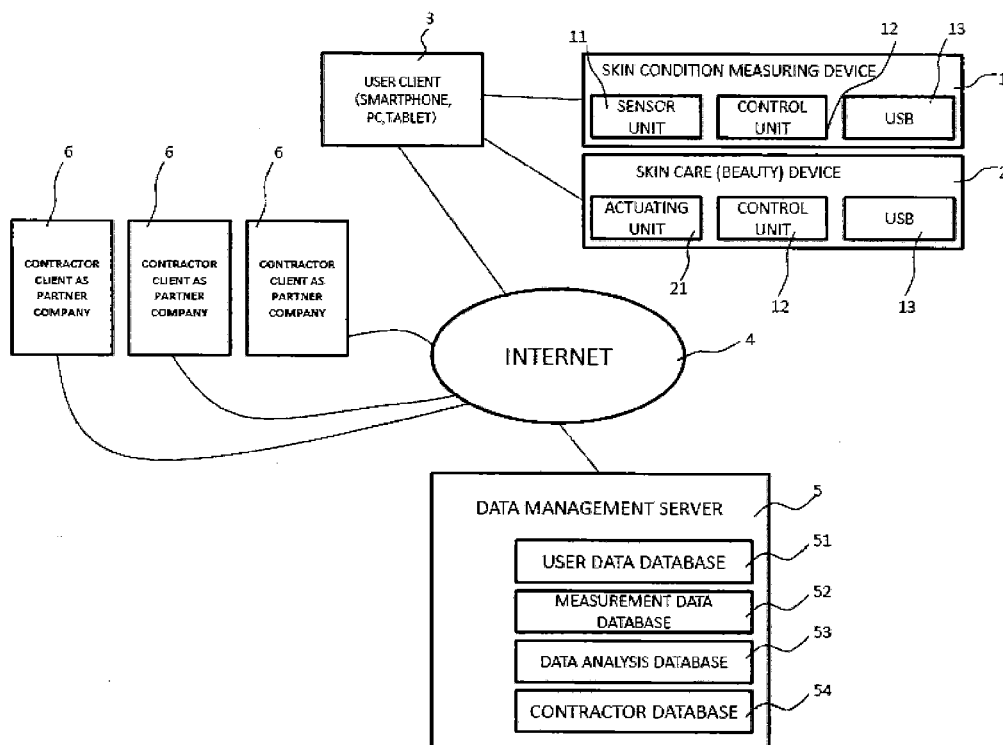 3
USER CLIENT
(SMARTPHONE,
PC,TABLET)
11
12
13
SKIN CONDITION MEASURING DEVICE
1
SENSOR
UNIT
CONTROL
UNIT
USB
SKIN CARE (BEAUTY) DEVICE
2
ACTUATING
UNIT
CONTROL
UNIT
USB
21
12
13
6
6
6
CONTRACTOR
CLIENT AS
PARTNER
COMPANY
CONTRACTOR
CLIENT AS
PARTNER
COMPANY
CONTRACTOR
CLIENT AS
PARTNER
COMPANY
INTERNET
4
DATA MANAGEMENT SERVER
5
USER DATA DATABASE
51
MEASUREMENT DATA
DATABASE
52
DATA ANALYSIS DATABASE
53
CONTRACTOR DATABASE
54